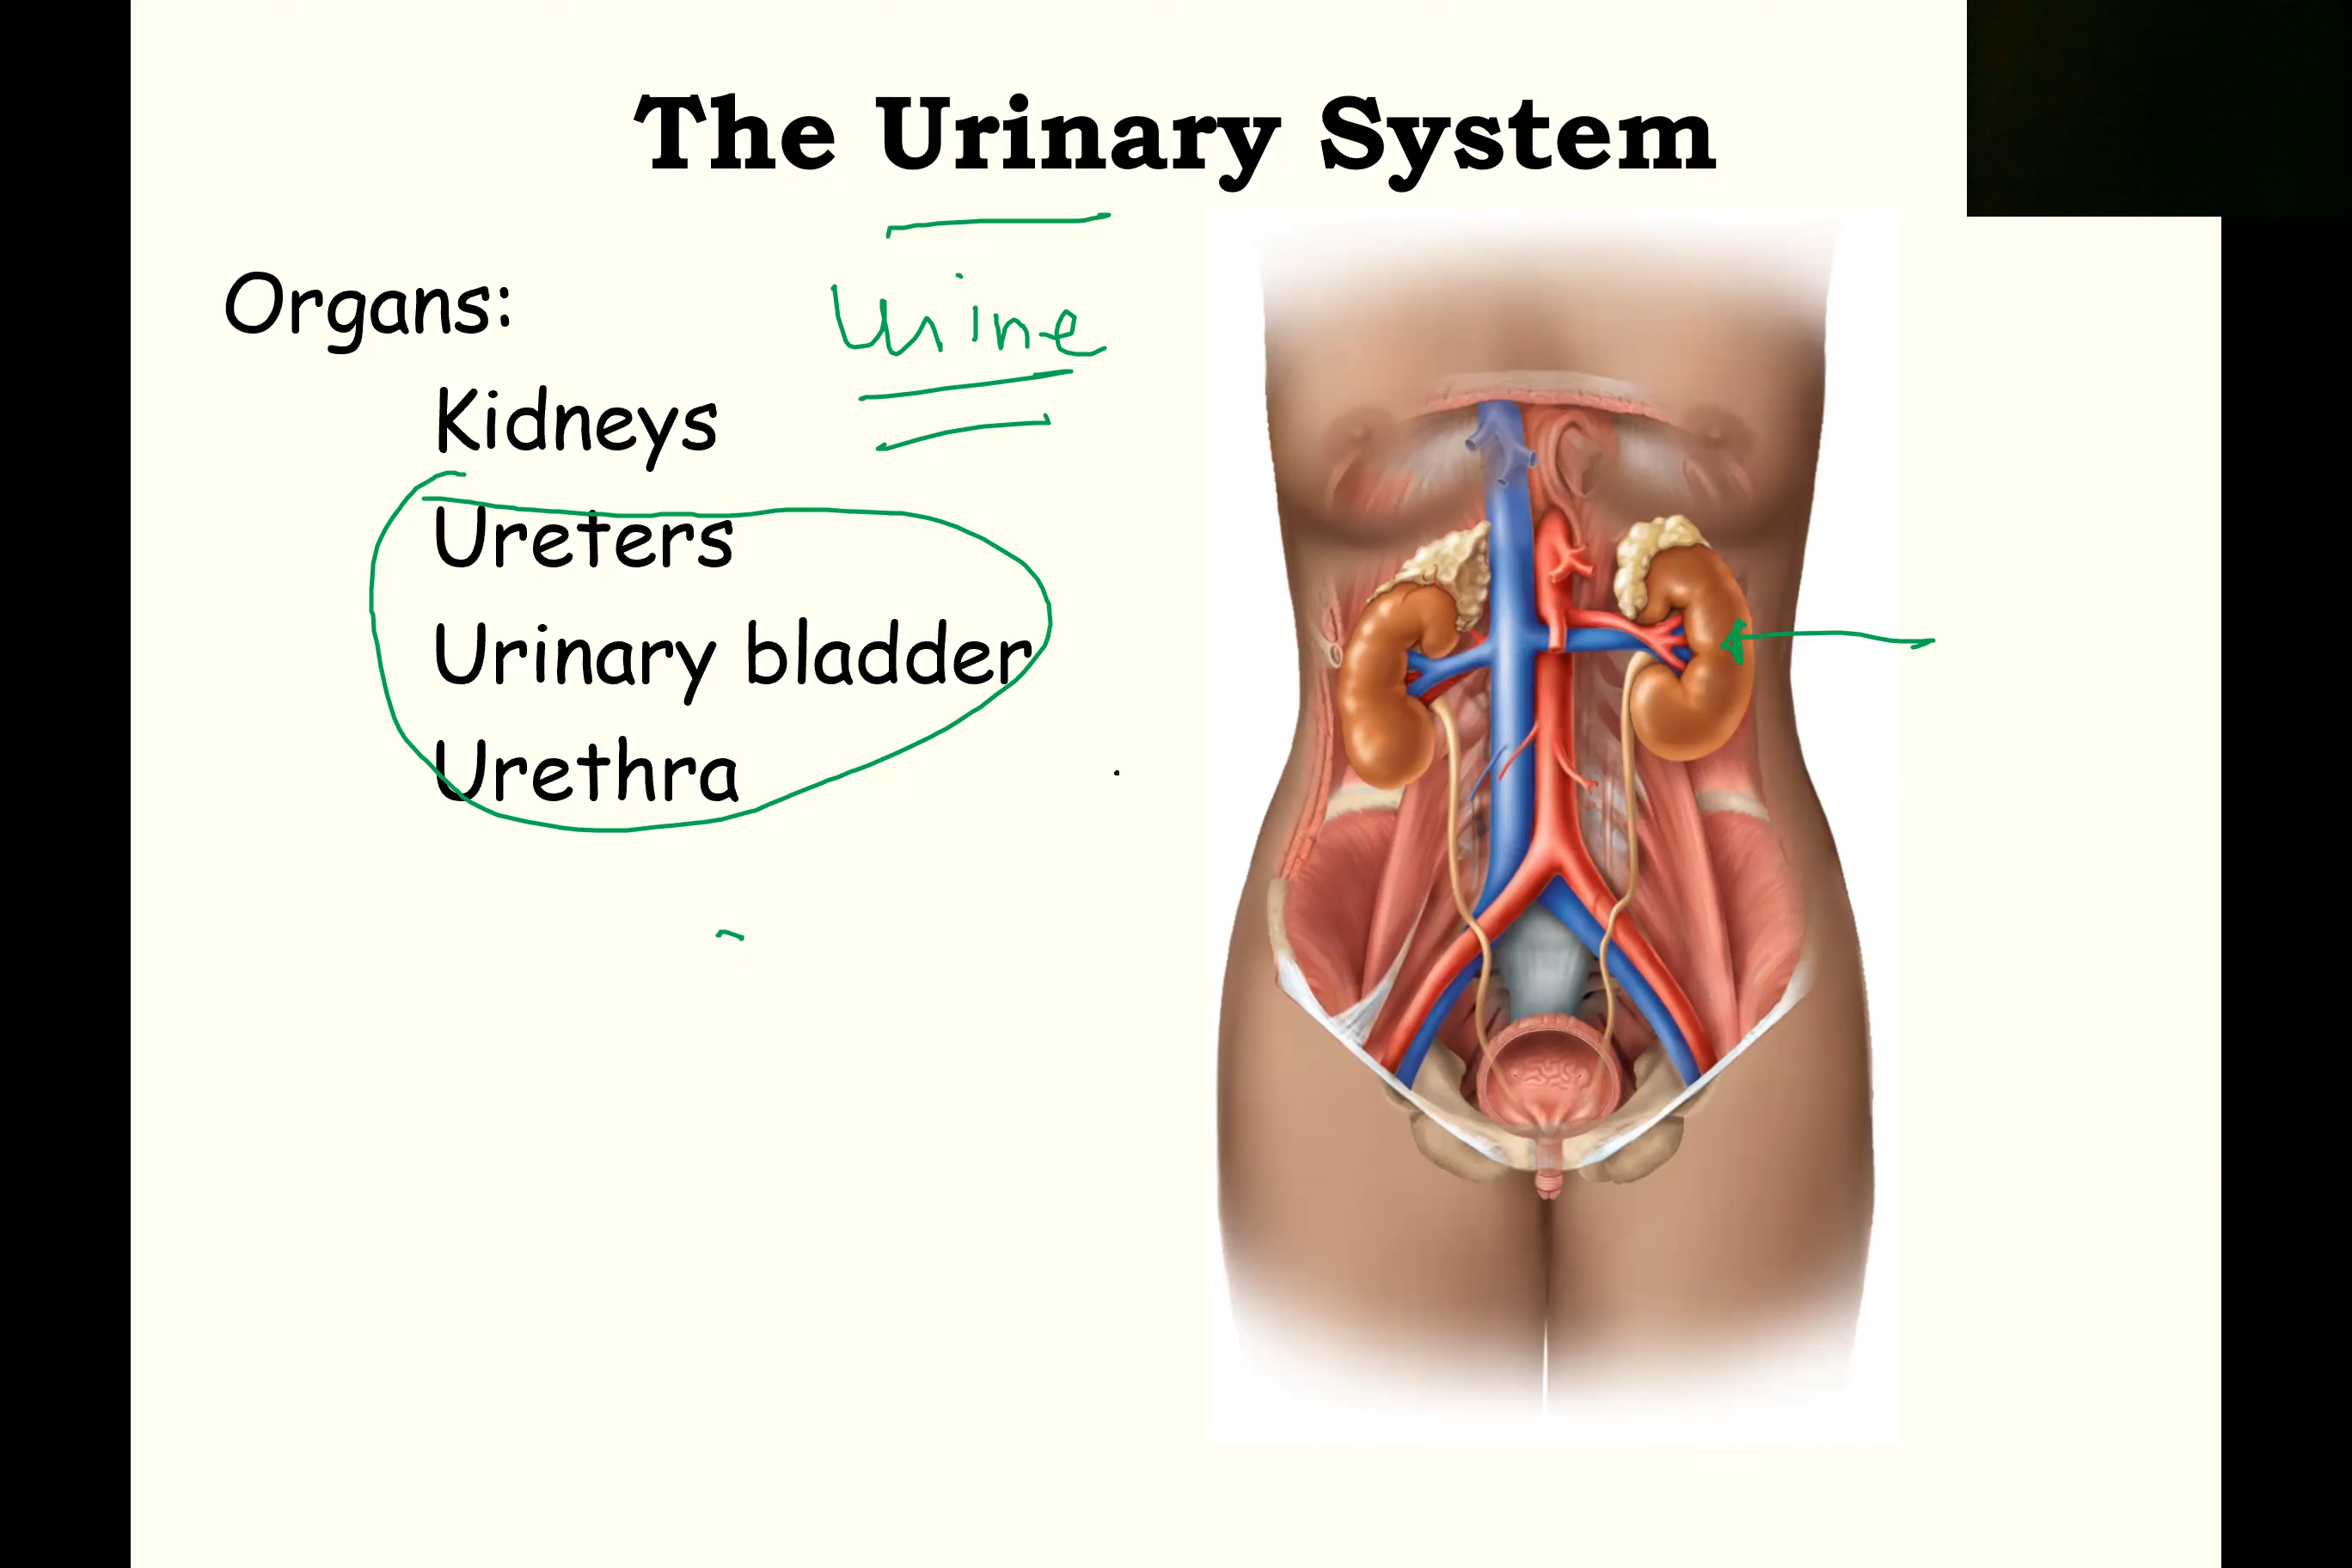 The Urinary System
Urine
Organs:
Kidneys
Ureters
Urinary bladder
Urethra